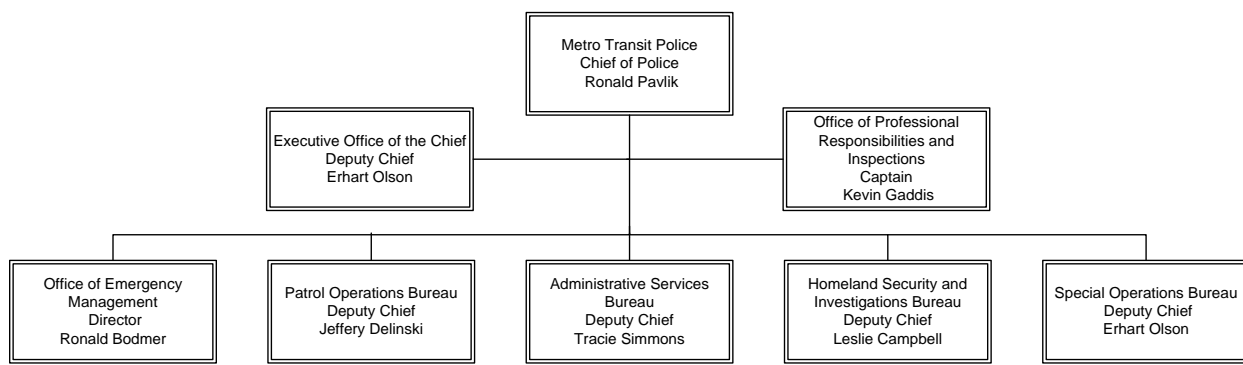 Metro Transit Police
Chief of Police
Ronald Pavlik
Executive Office of the Chief
Deputy Chief
Erhart Olson
Office of Professional
Responsibilities and
Inspections
Captain
Kevin Gaddis
Office of Emergency
Management
Director
Ronald Bodmer
Patrol Operations Bureau
Deputy Chief
Jeffery Delinski
Administrative Services
Bureau
Deputy Chief
Tracie Simmons
Homeland Security and
Investigations Bureau
Deputy Chief
Leslie Campbell
Special Operations Bureau
Deputy Chief
Erhart Olson